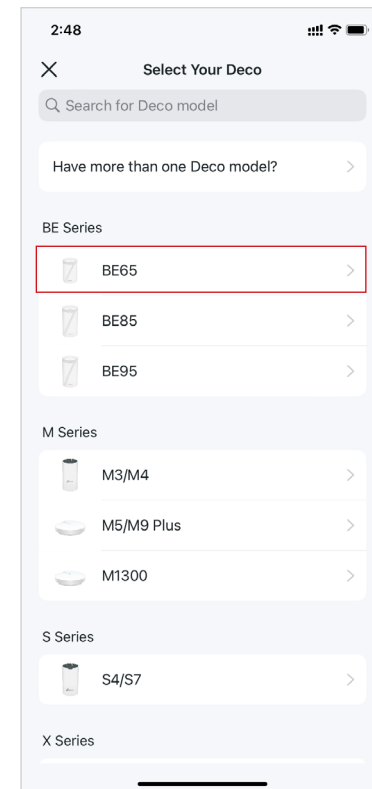 2:48
Select Your Deco
Search for Deco model
Have more than one Deco model?
BE Series
BE65
BE85
BE95
M Series
M3/M4
M5/M9 Plus
M1300
S Series
S4/S7
X Series